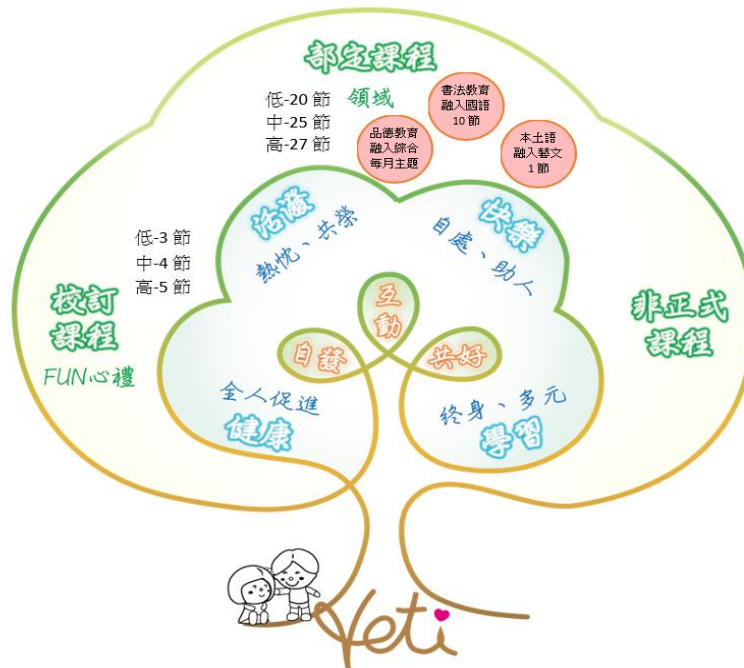 部定課程
低-20 節
中-25 節
高-27 節
領域
書法教育
融入國語
10 節
品德教育
融入綜合
每月主題
本土語
融入藝文
1 節
活潑
熱忱、共榮
快樂
自處、助人
低-3 節
中-4 節
高-5 節
校訂
課程
FUN心禮
非正式
課程
互動
自發
共好
全人促進
健康
終身、多元
學習
Yeti